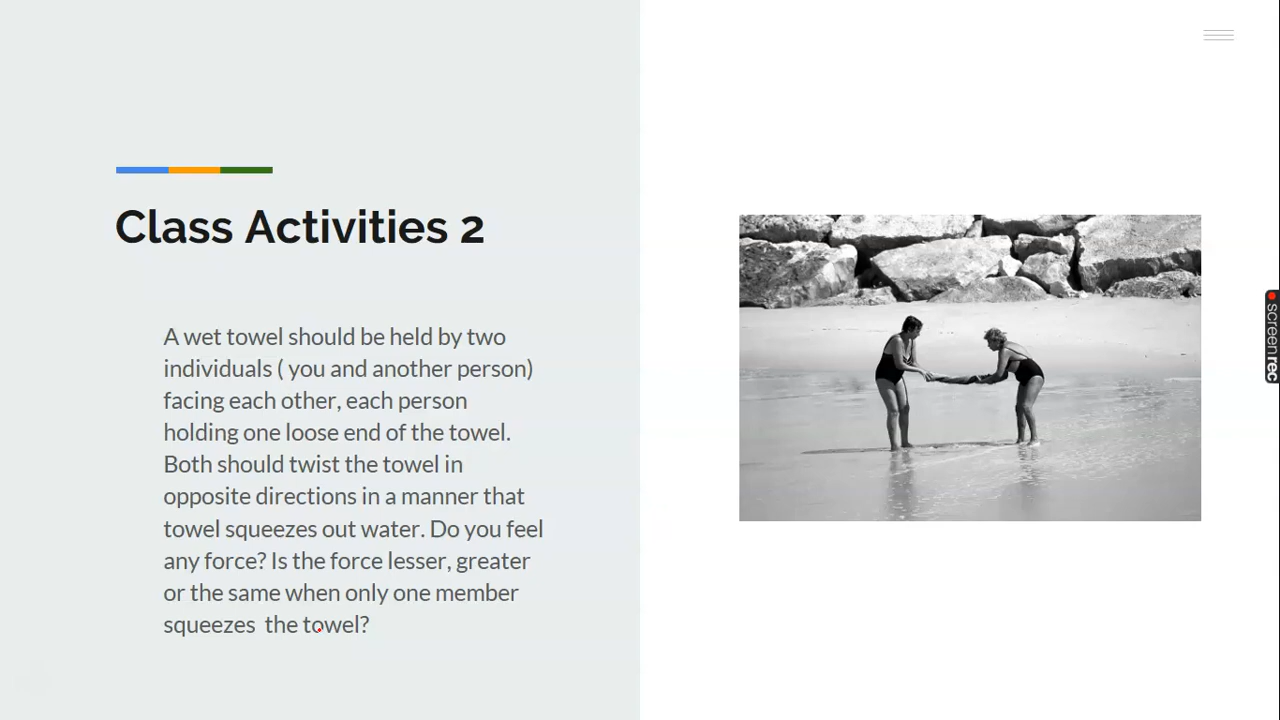 Class Activities 2
A wet towel should be held by two
individuals ( you and another person)
facing each other, each person
holding one loose end of the towel.
Both should twist the towel in
opposite directions in a manner that
towel squeezes out water. Do you feel
any force? Is the force lesser, greater
or the same when only one member
squeezes  the towel?
screenrec